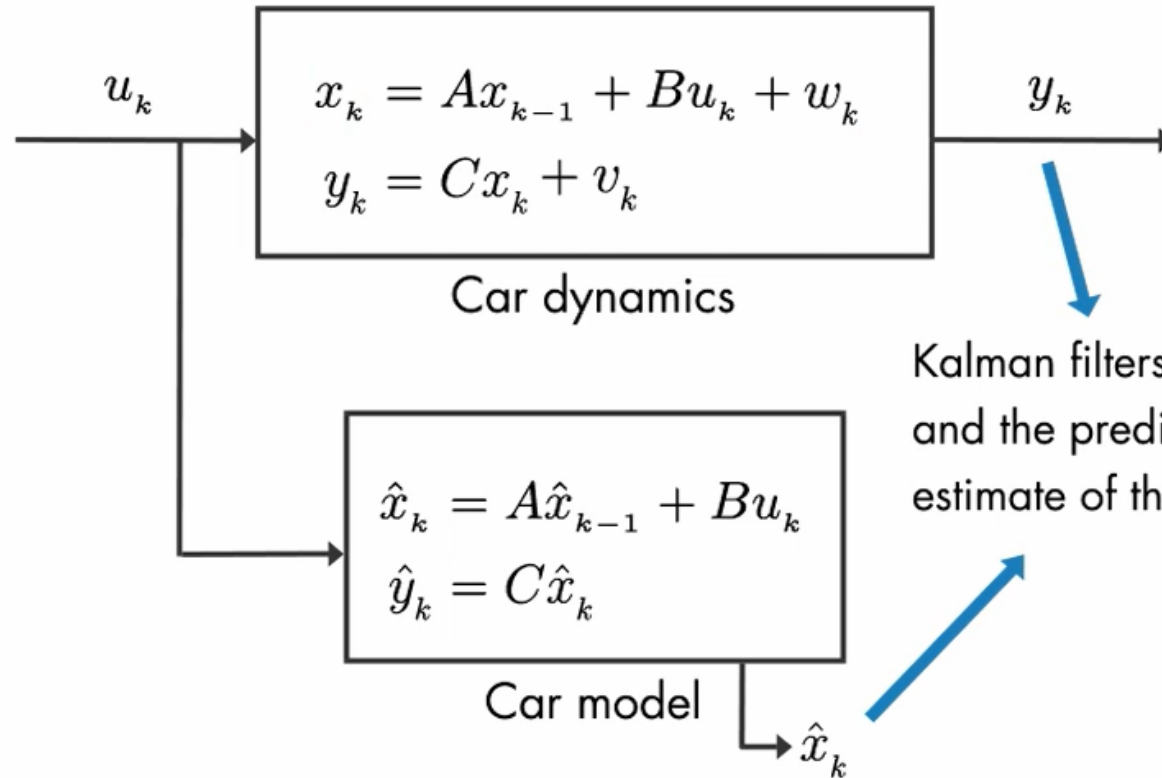 u_k
x_k = Ax_{k-1} + Bu_k + w_k
y_k = Cx_k + v_k
y_k
Car dynamics
Kalman filters
and the predi
estimate of th
x̂_k = Ax̂_{k-1} + Bu_k
ŷ_k = Cx̂_k
Car model
x̂_k